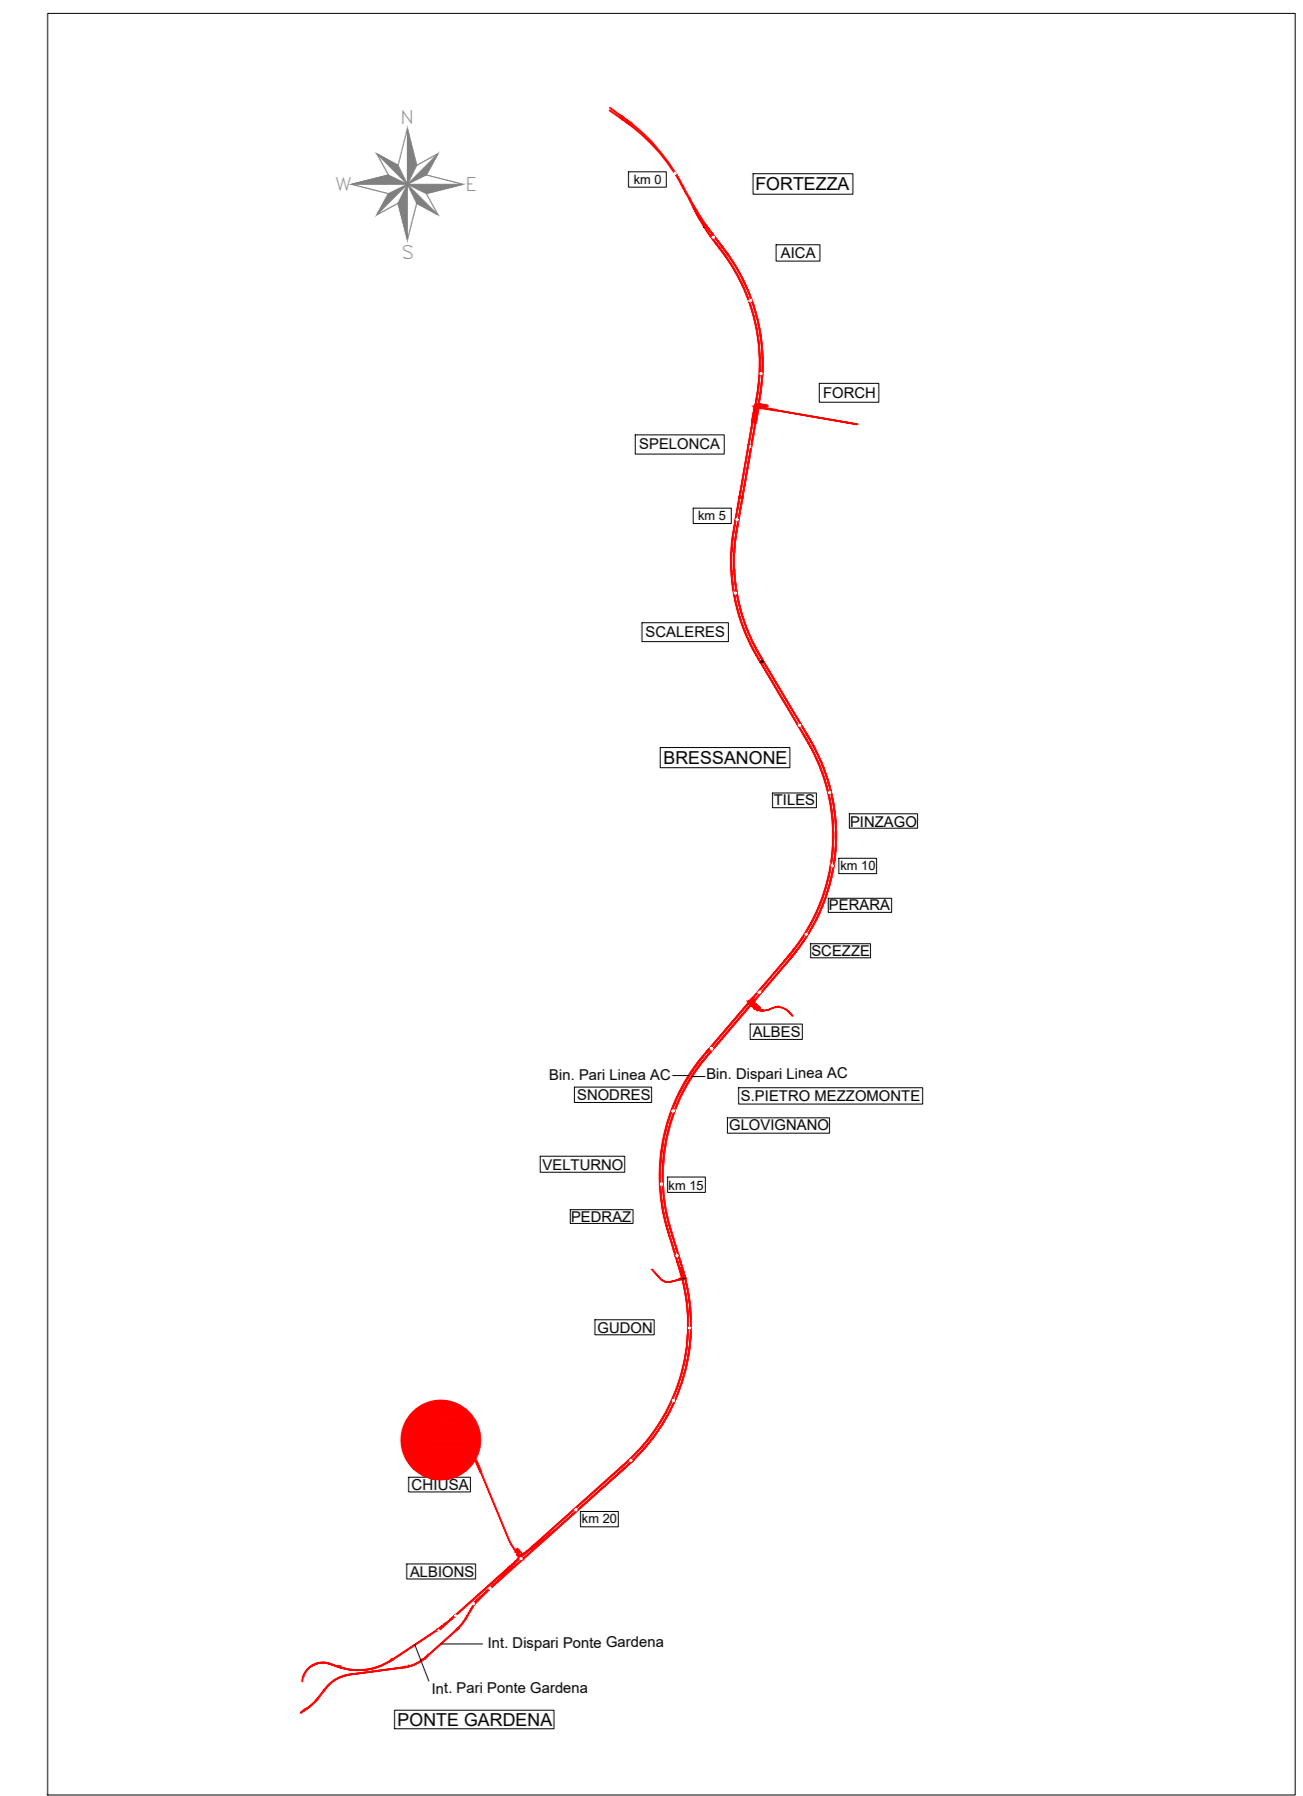 N
W
E
S
km 0
FORTEZZA
AICA
FORCH
SPELONCA
km 5
SCALERES
BRESSANONE
TILES
PINZAGO
km 10
PERARA
SCEZZE
ALBES
Bin. Pari Linea AC
Bin. Dispari Linea AC
SNODRES
S.PIETRO MEZZOMONTE
GLOVIGNANO
VELTURNO
km 15
PEDRAZ
GUDON
CHIUSA
km 20
ALBIONS
Int. Dispari Ponte Gardena
Int. Pari Ponte Gardena
PONTE GARDENA